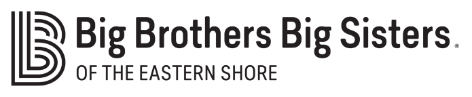 Big Brothers Big Sisters.
OF THE EASTERN SHORE